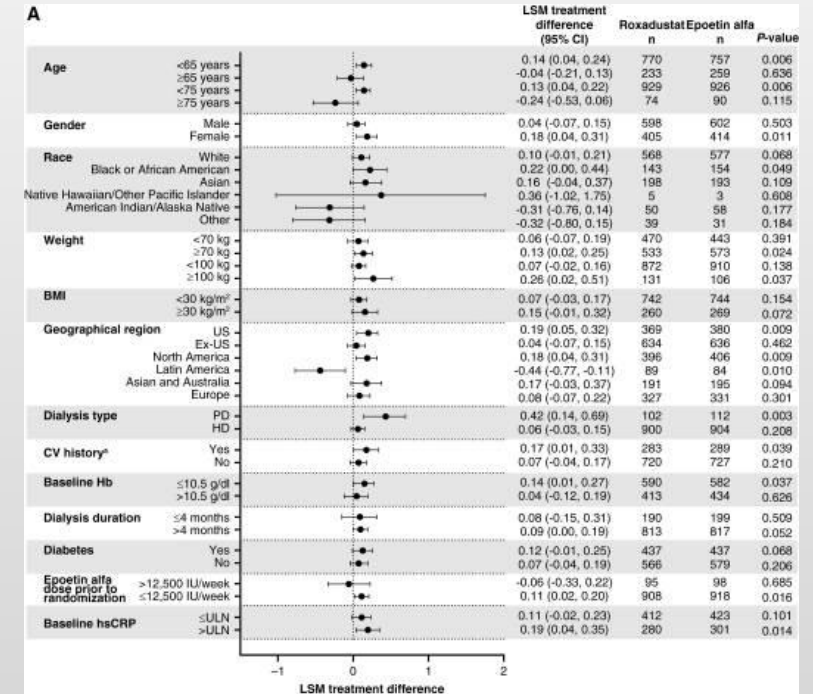 A
LSM treatment difference (95% CI) Roxadustat n Epoetin alfa n P-value
Age <65 years 0.14 (0.04, 0.24) 770 757 0.006
≥65 years -0.04 (-0.21, 0.13) 233 259 0.636
<75 years 0.13 (0.04, 0.22) 929 926 0.006
≥75 years -0.24 (-0.53, 0.06) 74 90 0.115
Gender Male 0.04 (-0.07, 0.15) 598 602 0.503
Female 0.18 (0.04, 0.31) 405 414 0.011
Race White 0.10 (-0.01, 0.21) 568 577 0.068
Black or African American 0.22 (0.00, 0.44) 143 154 0.049
Asian 0.16 (-0.04, 0.37) 198 193 0.109
Native Hawaiian/Other Pacific Islander 0.36 (-1.02, 1.75) 5 3 0.608
American Indian/Alaska Native -0.31 (-0.76, 0.14) 50 58 0.177
Other -0.32 (-0.80, 0.15) 39 31 0.184
Weight <70 kg 0.06 (-0.07, 0.19) 470 443 0.391
≥70 kg 0.13 (0.02, 0.25) 533 573 0.024
<100 kg 0.07 (-0.02, 0.16) 872 910 0.138
≥100 kg 0.26 (0.02, 0.51) 131 106 0.037
BMI <30 kg/m² 0.07 (-0.03, 0.17) 742 744 0.154
≥30 kg/m² 0.15 (-0.01, 0.32) 260 269 0.072
Geographical region US 0.19 (0.05, 0.32) 369 380 0.009
Ex-US 0.04 (-0.07, 0.15) 634 636 0.462
North America 0.18 (0.04, 0.31) 396 406 0.009
Latin America -0.44 (-0.77, -0.11) 89 84 0.010
Asian and Australia 0.17 (-0.03, 0.37) 191 195 0.094
Europe 0.08 (-0.07, 0.22) 327 331 0.301
Dialysis type PD 0.42 (0.14, 0.69) 102 112 0.003
HD 0.06 (-0.03, 0.15) 900 904 0.208
CV historyᵃ Yes 0.17 (0.01, 0.33) 283 289 0.039
No 0.07 (-0.04, 0.17) 720 727 0.210
Baseline Hb ≤10.5 g/dl 0.14 (0.01, 0.27) 590 582 0.037
>10.5 g/dl 0.04 (-0.12, 0.19) 413 434 0.626
Dialysis duration ≤4 months 0.08 (-0.15, 0.31) 190 199 0.509
>4 months 0.09 (0.00, 0.19) 813 817 0.052
Diabetes Yes 0.12 (-0.01, 0.25) 437 437 0.068
No 0.07 (-0.04, 0.19) 566 579 0.206
Epoetin alfa dose prior to randomization >12,500 IU/week -0.06 (-0.33, 0.22) 95 98 0.685
≤12,500 IU/week 0.11 (0.02, 0.20) 908 918 0.016
Baseline hsCRP ≤ULN 0.11 (-0.02, 0.23) 412 423 0.101
>ULN 0.19 (0.04, 0.35) 280 301 0.014
−1 0 1 2
LSM treatment difference